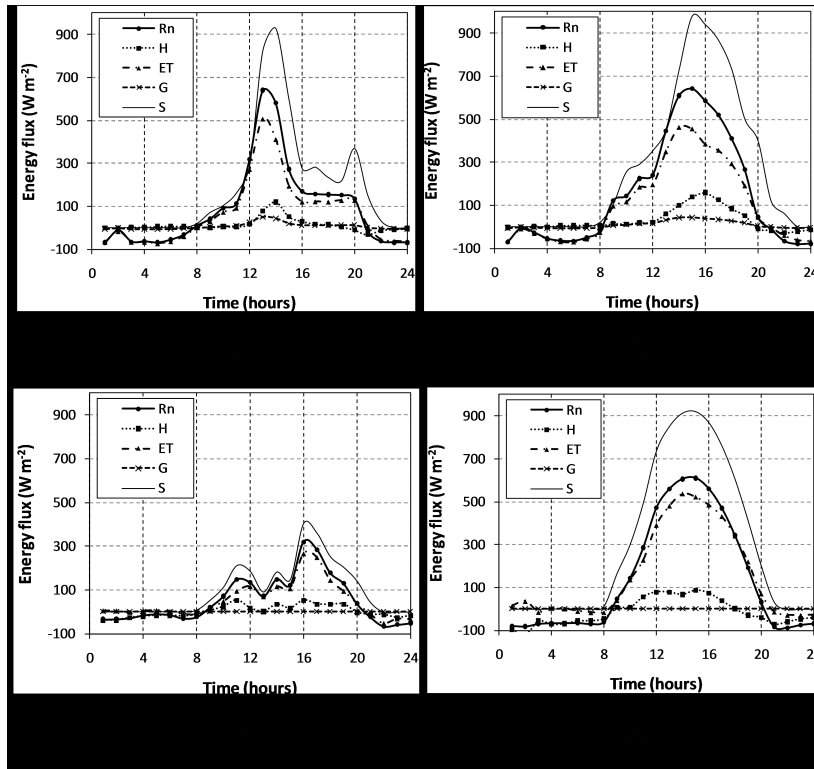 Energy flux (W m-2)
900
700
500
300
100
-100
Rn
H
ET
G
S
0 4 8 12 16 20 24
Time (hours)
Energy flux (W m-2)
900
700
500
300
100
-100
Rn
H
ET
G
S
0 4 8 12 16 20 24
Time (hours)
Energy flux (W m-2)
900
700
500
300
100
-100
Rn
H
ET
G
S
0 4 8 12 16 20 24
Time (hours)
Energy flux (W m-2)
900
700
500
300
100
-100
Rn
H
ET
G
S
0 4 8 12 16 20 24
Time (hours)